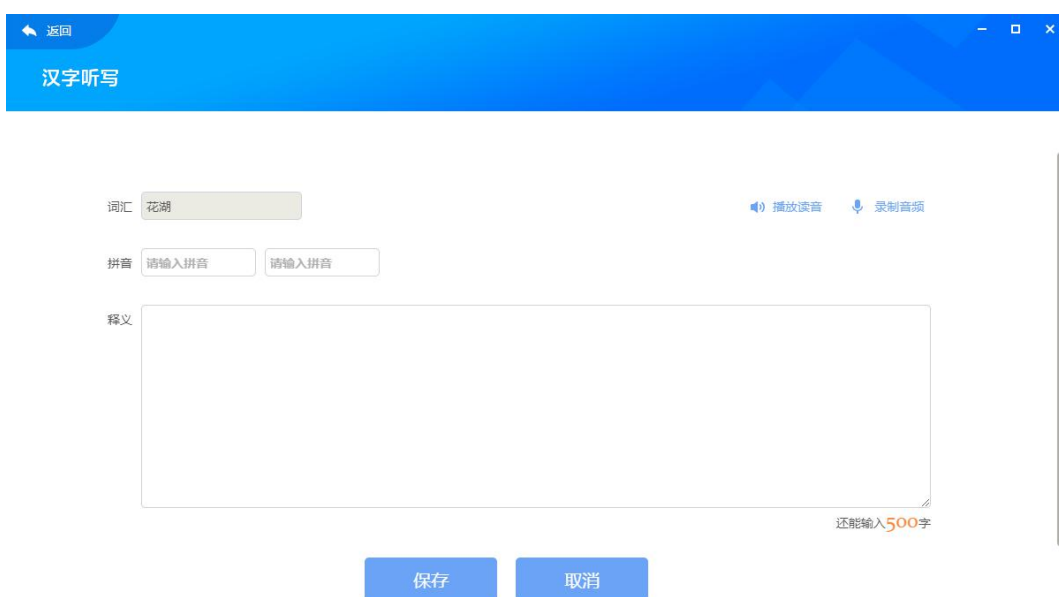 返回
汉字听写
词汇 花湖 播放读音 录制音频
拼音 请输入拼音 请输入拼音
释义
还能输入500字
保存 取消